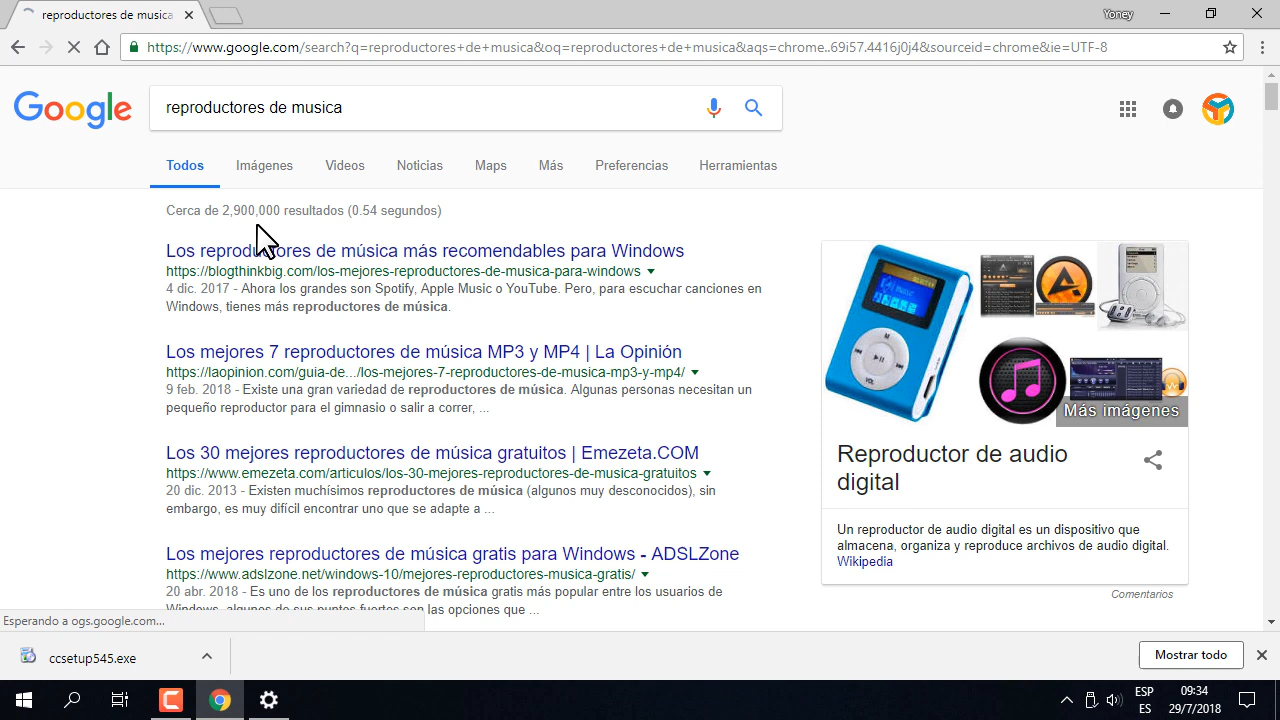 reproductores de musica
Yoney
https://www.google.com/search?q=reproductores+de+musica&oq=reproductores+de+musica&aqs=chrome..69i57.4416j0j4&sourceid=chrome&ie=UTF-8
Google
reproductores de musica
Todos Imágenes Videos Noticias Maps Más Preferencias Herramientas
Cerca de 2,900,000 resultados (0.54 segundos)
Los reproductores de música más recomendables para Windows
https://blogthinkbig.com/los-mejores-reproductores-de-musica-para-windows
4 dic. 2017 - Ahora los grandes son Spotify, Apple Music o YouTube. Pero, para escuchar canciones en
Windows, tienes más reproductores de música.
Los mejores 7 reproductores de música MP3 y MP4 | La Opinión
https://laopinion.com/guia-de.../los-mejores-7-reproductores-de-musica-mp3-y-mp4/
9 feb. 2018 - Existe una gran variedad de reproductores de música. Algunas personas necesitan un
pequeño reproductor para el gimnasio o salir a correr, ...
Los 30 mejores reproductores de música gratuitos | Emezeta.COM
https://www.emezeta.com/articulos/los-30-mejores-reproductores-de-musica-gratuitos
20 dic. 2013 - Existen muchísimos reproductores de música (algunos muy desconocidos), sin
embargo, es muy difícil encontrar uno que se adapte a ...
Los mejores reproductores de música gratis para Windows - ADSLZone
https://www.adslzone.net/windows-10/mejores-reproductores-musica-gratis/
20 abr. 2018 - Es uno de los reproductores de música gratis más popular entre los usuarios de
Windows, algunos de sus puntos fuertes son las opciones que ...
Más imágenes
Reproductor de audio
digital
Un reproductor de audio digital es un dispositivo que
almacena, organiza y reproduce archivos de audio digital.
Wikipedia
Comentarios
Esperando a ogs.google.com...
ccsetup545.exe
Mostrar todo
ESP
ES
09:34
29/7/2018